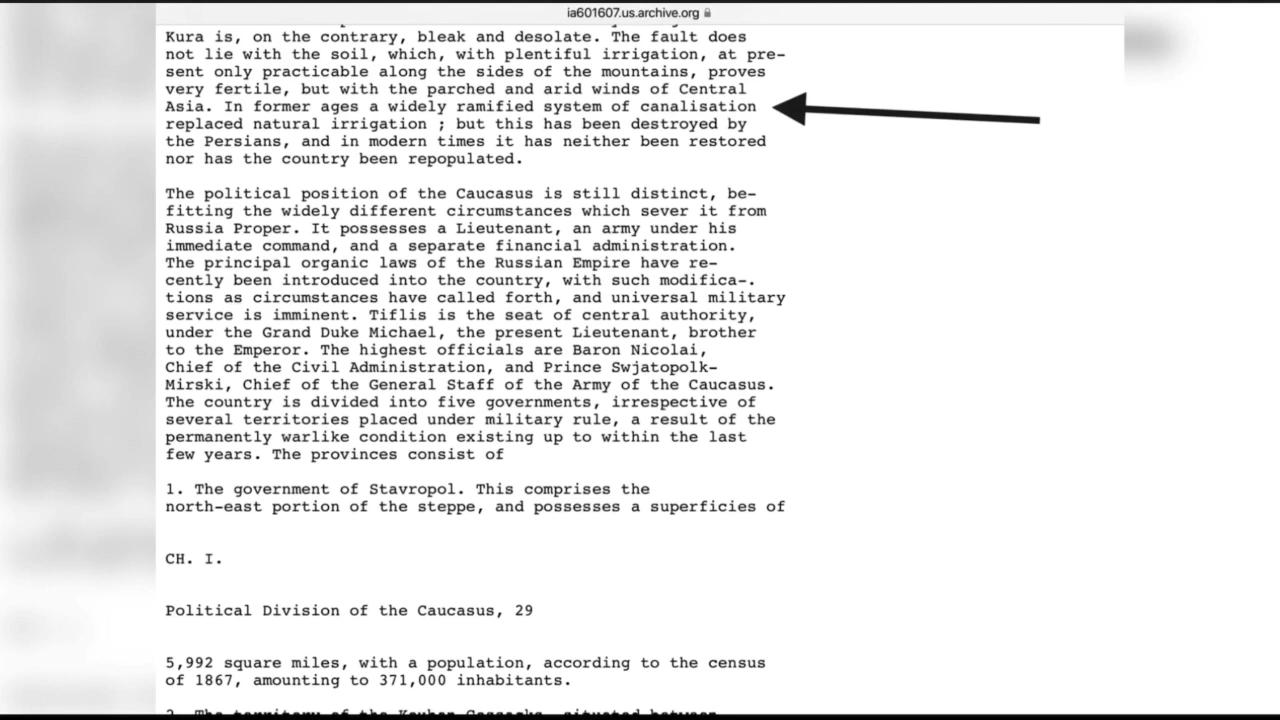 ia601607.us.archive.org
Kura is, on the contrary, bleak and desolate. The fault does
not lie with the soil, which, with plentiful irrigation, at pre-
sent only practicable along the sides of the mountains, proves
very fertile, but with the parched and arid winds of Central
Asia. In former ages a widely ramified system of canalisation
replaced natural irrigation ; but this has been destroyed by
the Persians, and in modern times it has neither been restored
nor has the country been repopulated.
The political position of the Caucasus is still distinct, be-
fitting the widely different circumstances which sever it from
Russia Proper. It possesses a Lieutenant, an army under his
immediate command, and a separate financial administration.
The principal organic laws of the Russian Empire have re-
cently been introduced into the country, with such modifica-.
tions as circumstances have called forth, and universal military
service is imminent. Tiflis is the seat of central authority,
under the Grand Duke Michael, the present Lieutenant, brother
to the Emperor. The highest officials are Baron Nicolai,
Chief of the Civil Administration, and Prince Swjatopolk-
Mirski, Chief of the General Staff of the Army of the Caucasus.
The country is divided into five governments, irrespective of
several territories placed under military rule, a result of the
permanently warlike condition existing up to within the last
few years. The provinces consist of
1. The government of Stavropol. This comprises the
north-east portion of the steppe, and possesses a superficies of
CH. I.
Political Division of the Caucasus, 29
5,992 square miles, with a population, according to the census
of 1867, amounting to 371,000 inhabitants.
2. The territory of the Kouban Cossacks, situated between